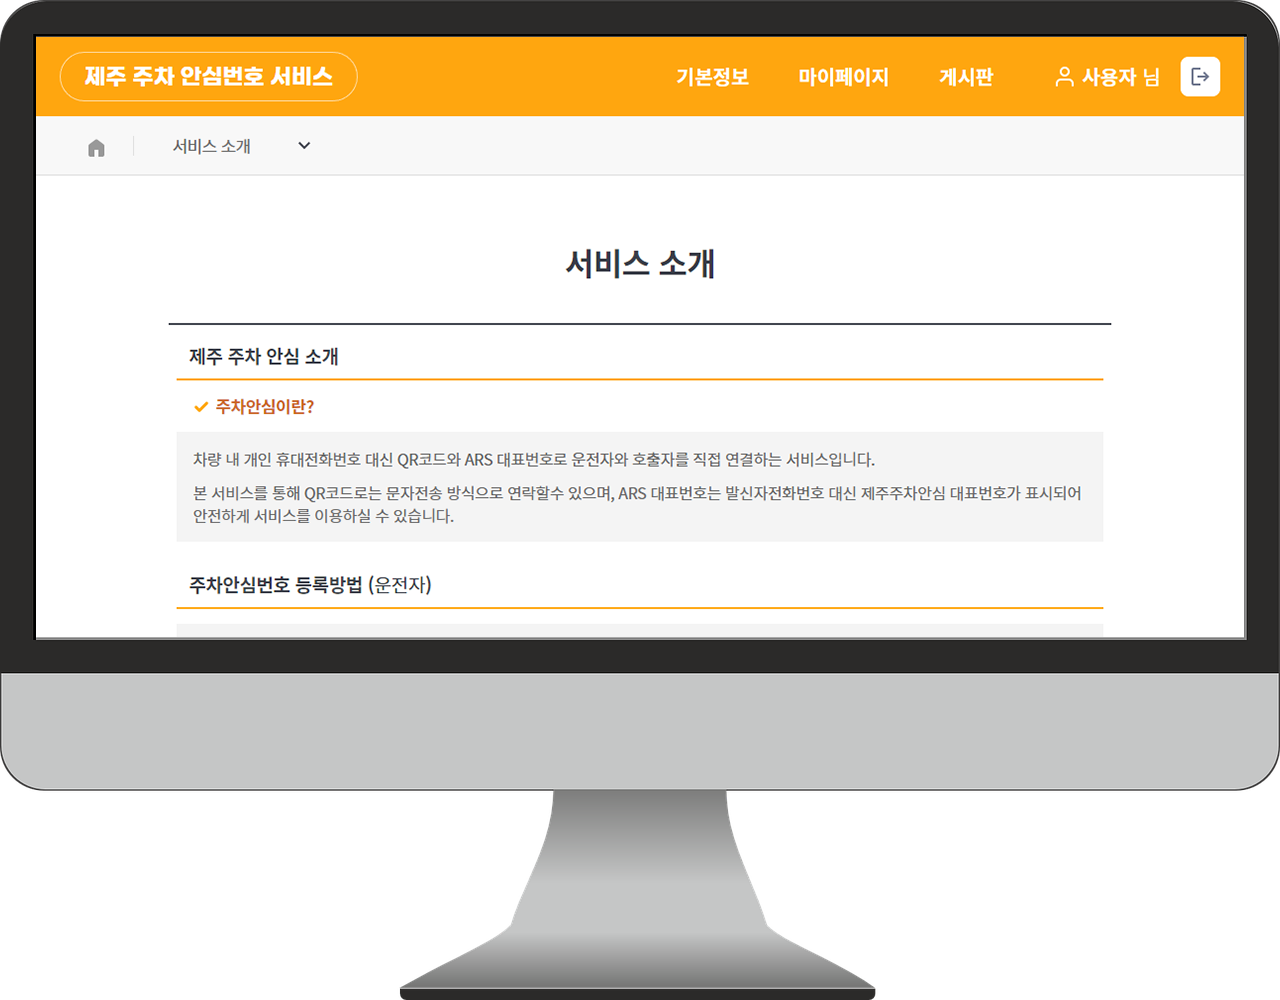 제주 주차 안심번호 서비스
기본정보 마이페이지 게시판 사용자 님
서비스 소개
서비스 소개
제주 주차 안심 소개
주차안심이란?
차량 내 개인 휴대전화번호 대신 QR코드와 ARS 대표번호로 운전자와 호출자를 직접 연결하는 서비스입니다.
본 서비스를 통해 QR코드로는 문자전송 방식으로 연락할수 있으며, ARS 대표번호는 발신자전화번호 대신 제주주차안심 대표번호가 표시되어
안전하게 서비스를 이용하실 수 있습니다.
주차안심번호 등록방법 (운전자)